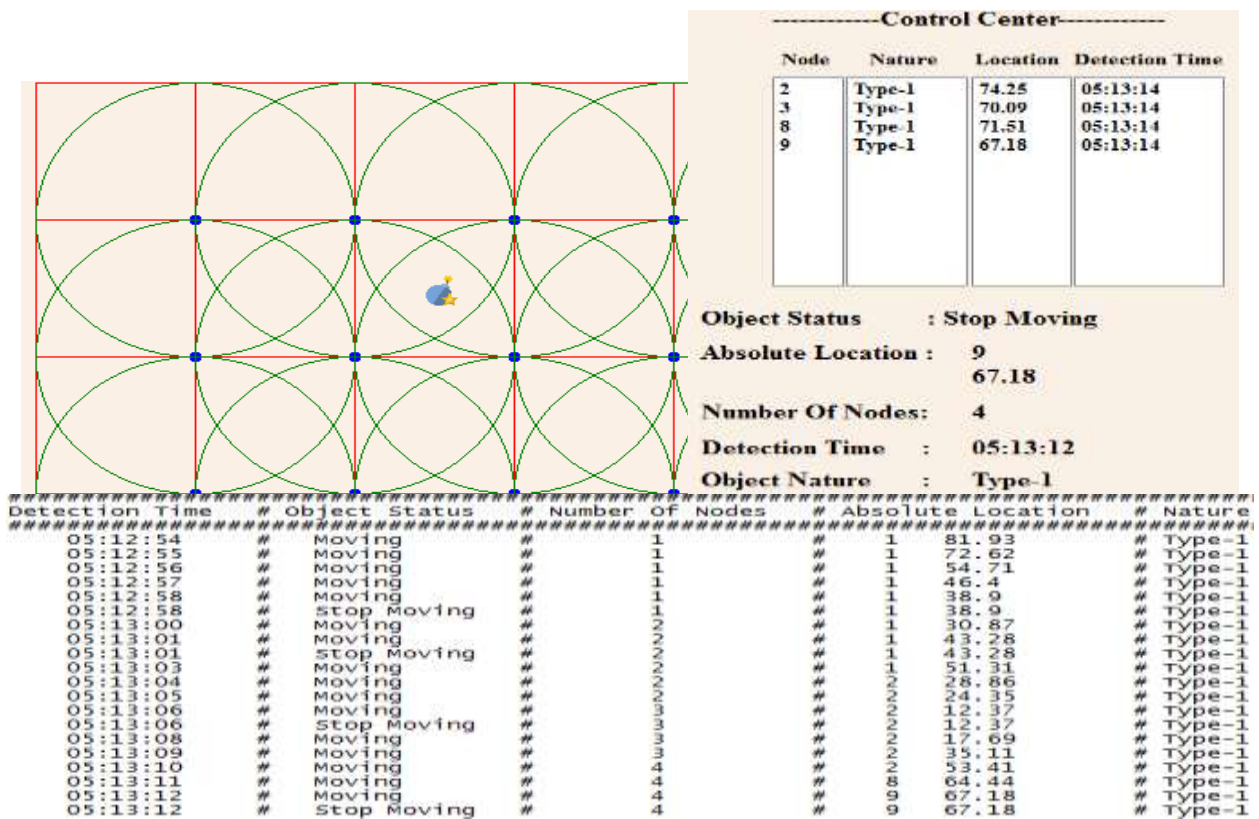 ------------Control Center------------
Node Nature Location Detection Time
2 Type-1 74.25 05:13:14
3 Type-1 70.09 05:13:14
8 Type-1 71.51 05:13:14
9 Type-1 67.18 05:13:14
Object Status : Stop Moving
Absolute Location : 9
67.18
Number Of Nodes: 4
Detection Time : 05:13:12
Object Nature : Type-1
Detection Time # Object Status # Number Of Nodes # Absolute Location # Nature
05:12:54 # Moving # 1 # 1 81.93 # Type-1
05:12:55 # Moving # 1 # 1 72.62 # Type-1
05:12:56 # Moving # 1 # 1 54.71 # Type-1
05:12:57 # Moving # 1 # 1 46.4 # Type-1
05:12:58 # Moving # 1 # 1 38.9 # Type-1
05:12:58 # Stop Moving # 1 # 1 38.9 # Type-1
05:13:00 # Moving # 2 # 1 30.87 # Type-1
05:13:01 # Moving # 2 # 1 43.28 # Type-1
05:13:01 # Stop Moving # 2 # 1 43.28 # Type-1
05:13:03 # Moving # 2 # 1 51.31 # Type-1
05:13:04 # Moving # 2 # 2 28.86 # Type-1
05:13:05 # Moving # 2 # 2 24.35 # Type-1
05:13:06 # Moving # 3 # 2 12.37 # Type-1
05:13:06 # Stop Moving # 3 # 2 12.37 # Type-1
05:13:08 # Moving # 3 # 2 17.69 # Type-1
05:13:09 # Moving # 3 # 2 35.11 # Type-1
05:13:10 # Moving # 4 # 2 53.41 # Type-1
05:13:11 # Moving # 4 # 8 64.44 # Type-1
05:13:12 # Moving # 4 # 9 67.18 # Type-1
05:13:12 # Stop Moving # 4 # 9 67.18 # Type-1